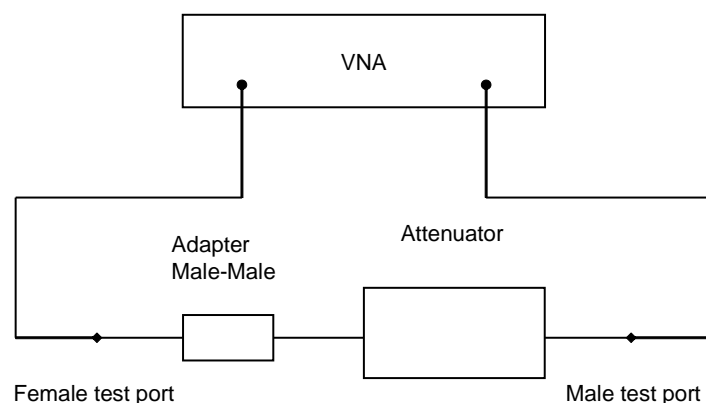 VNA
Attenuator
Adapter
Male-Male
Female test port
Male test port